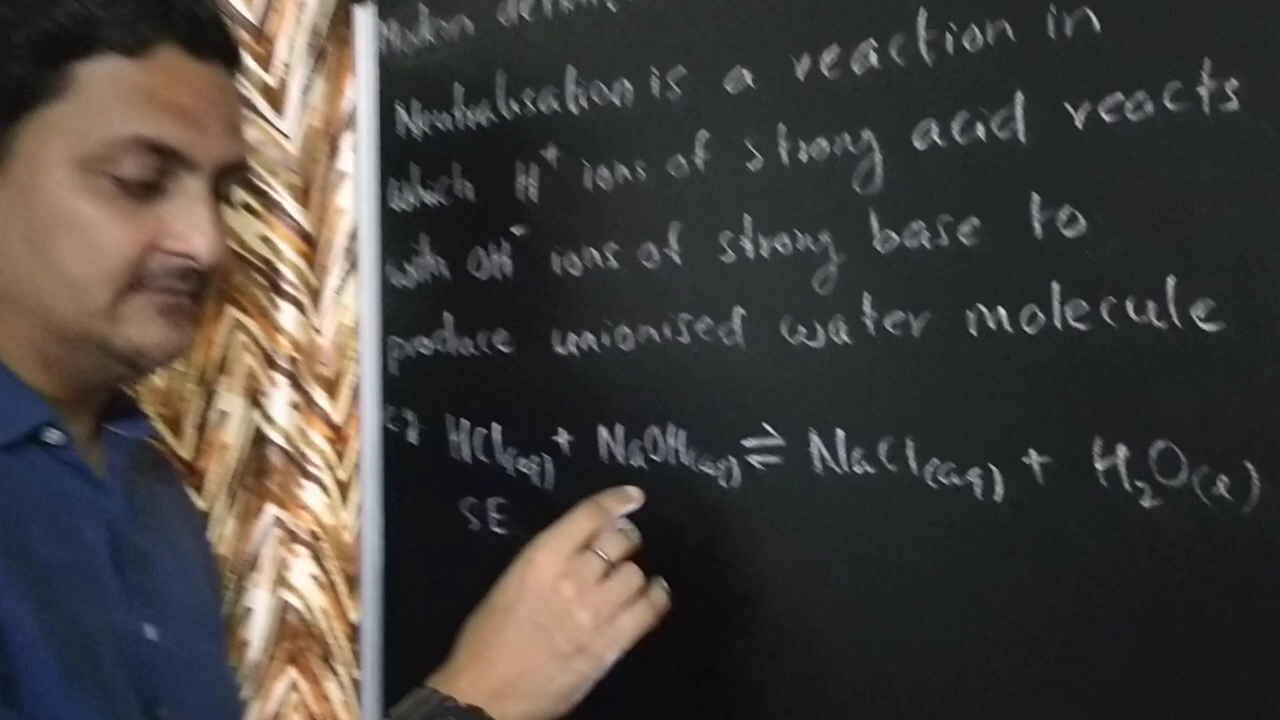 Neutralisation is a reaction in
which H⁺ ions of strong acid reacts
with OH⁻ ions of strong base to
produce unionised water molecule
HCl(aq) + NaOH(aq) ⇌ NaCl(aq) + H₂O(l)
SE